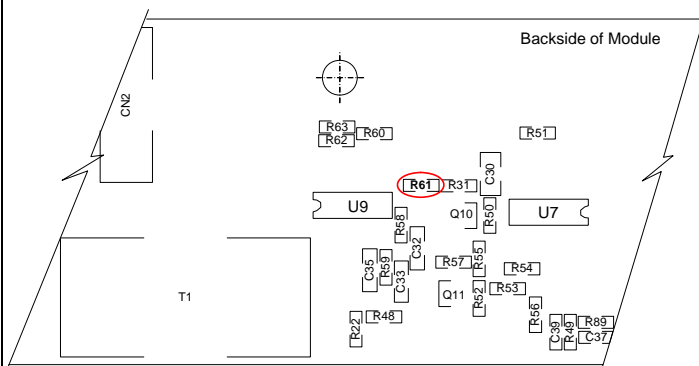 Backside of Module
CN2
R63
R60
R51
R62
R61
R31
C30
U9
Q10
R50
U7
R58
C32
C35
R59
C33
R57
R55
R54
T1
Q11
R52
R53
R56
R22
R48
C39
R49
R89
C37